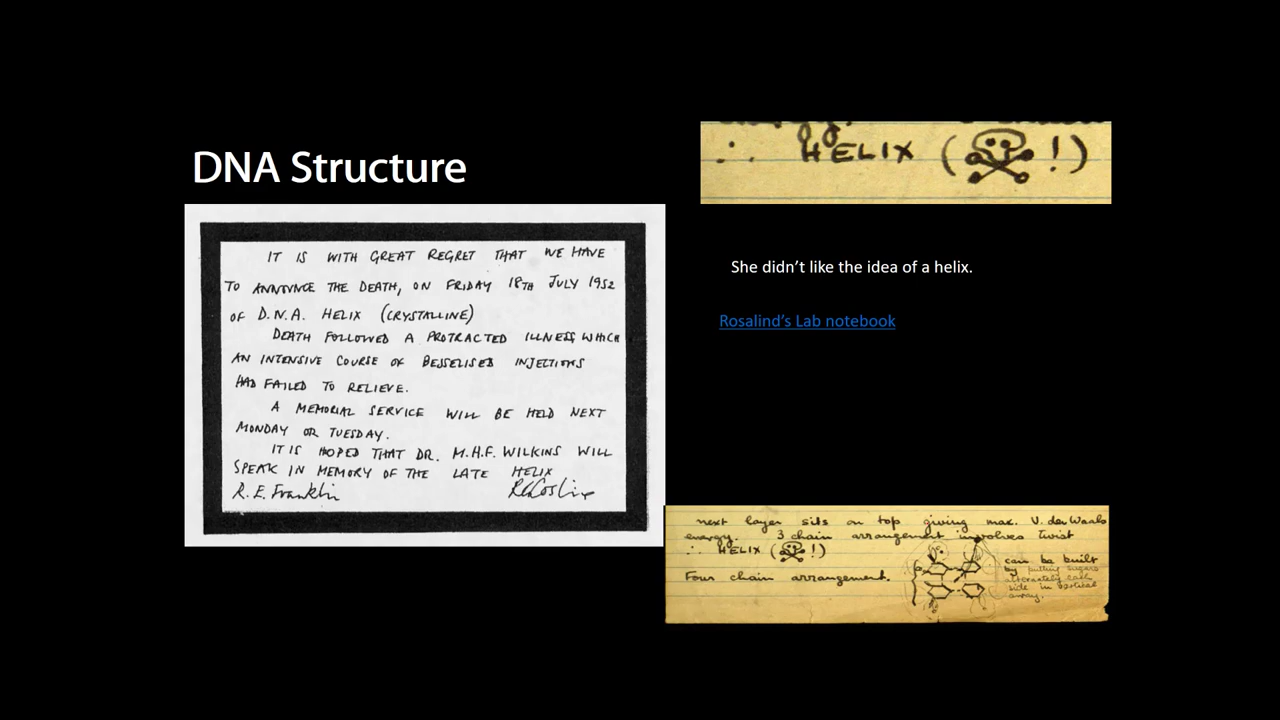 DNA Structure
IT IS WITH GREAT REGRET THAT WE HAVE
TO ANNOUNCE THE DEATH, ON FRIDAY 18TH JULY 1952
OF D.N.A. HELIX (CRYSTALLINE)
DEATH FOLLOWED A PROTRACTED ILLNESS WHICH
AN INTENSIVE COURSE OF BESSELISED INJECTIONS
HAD FAILED TO RELIEVE.
A MEMORIAL SERVICE WILL BE HELD NEXT
MONDAY OR TUESDAY.
IT IS HOPED THAT DR. M.H.F. WILKINS WILL
SPEAK IN MEMORY OF THE LATE HELIX
R.E. Franklin
∴ HELIX (!)
She didn't like the idea of a helix.
Rosalind's Lab notebook
next layer sits on top giving max. V. der Waals
energy. 3 chain arrangement involves twist
∴ HELIX (!)
Four chain arrangement.
can be built
by putting sugars
alternately each
side in vertical